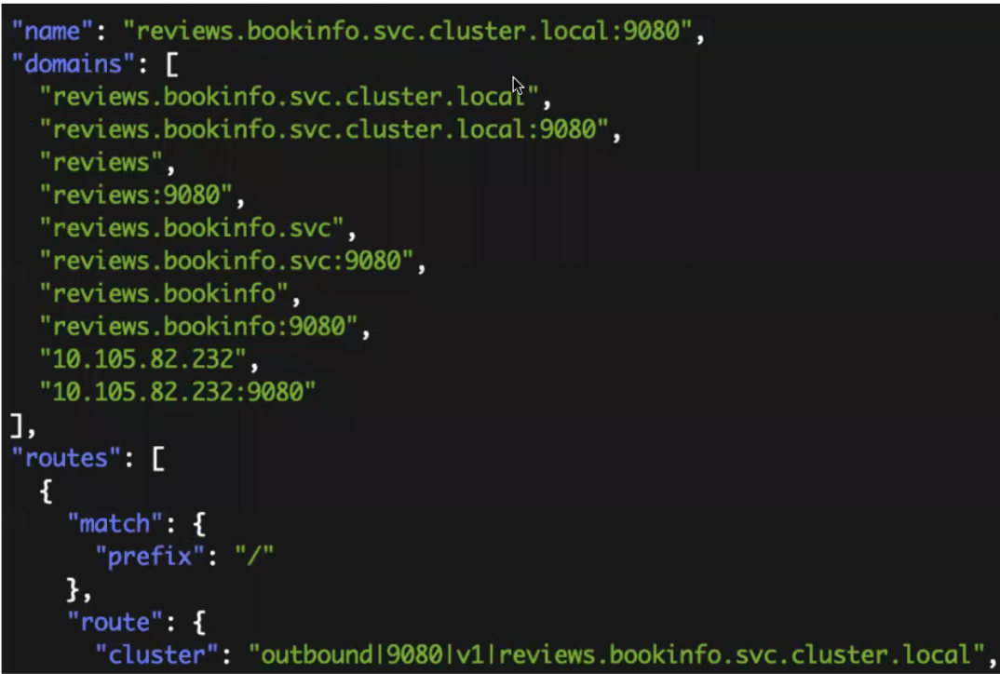 "name": "reviews.bookinfo.svc.cluster.local:9080",
"domains": [
"reviews.bookinfo.svc.cluster.local",
"reviews.bookinfo.svc.cluster.local:9080",
"reviews",
"reviews:9080",
"reviews.bookinfo.svc",
"reviews.bookinfo.svc:9080",
"reviews.bookinfo",
"reviews.bookinfo:9080",
"10.105.82.232",
"10.105.82.232:9080"
],
"routes": [
{
"match": {
"prefix": "/"
},
"route": {
"cluster": "outbound|9080|v1|reviews.bookinfo.svc.cluster.local",